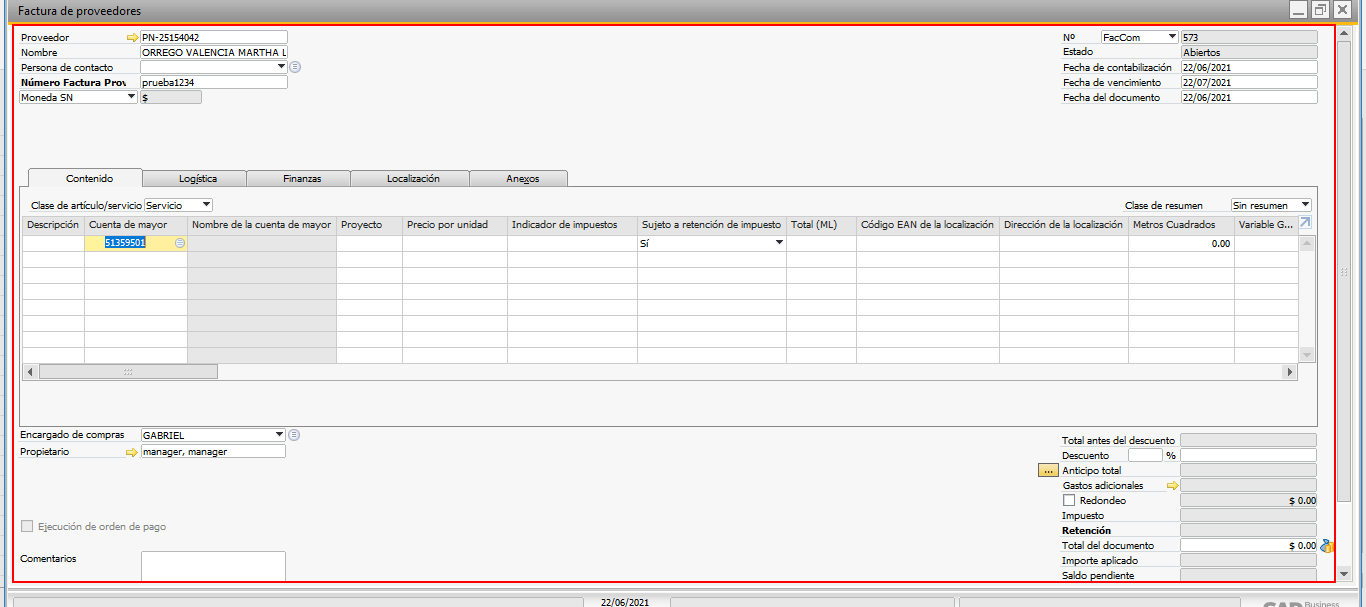 Factura de proveedores
Proveedor PN-25154042
Nombre ORREGO VALENCIA MARTHA L
Persona de contacto
Número Factura Prov prueba1234
Moneda SN $
Nº FacCom 573
Estado Abiertos
Fecha de contabilización 22/06/2021
Fecha de vencimiento 22/07/2021
Fecha del documento 22/06/2021
Contenido Logística Finanzas Localización Anexos
Clase de artículo/servicio Servicio Clase de resumen Sin resumen
Descripción Cuenta de mayor Nombre de la cuenta de mayor Proyecto Precio por unidad Indicador de impuestos Sujeto a retención de impuesto Total (ML) Código EAN de la localización Dirección de la localización Metros Cuadrados Variable G...
51359501 Sí 0.00
Encargado de compras GABRIEL
Propietario manager, manager
Ejecución de orden de pago
Comentarios
Total antes del descuento
Descuento %
... Anticipo total
Gastos adicionales
Redondeo $ 0.00
Impuesto
Retención
Total del documento $ 0.00
Importe aplicado
Saldo pendiente
22/06/2021
SAP Business